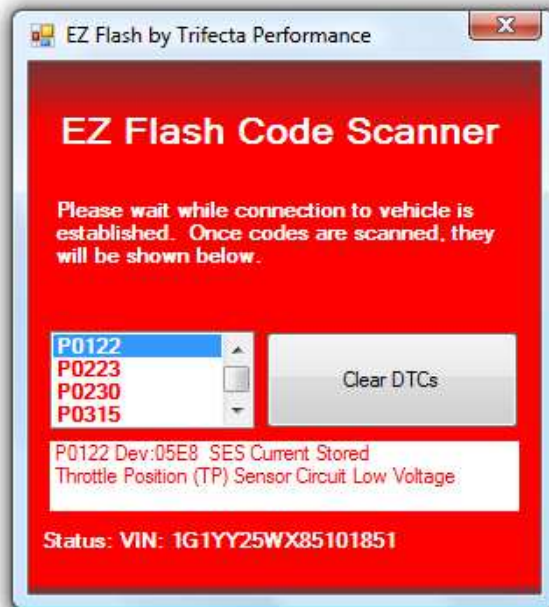 EZ Flash by Trifecta Performance
EZ Flash Code Scanner
Please wait while connection to vehicle is
established. Once codes are scanned, they
will be shown below.
P0122
P0223
P0230
P0315
Clear DTCs
P0122 Dev:05E8 SES Current Stored
Throttle Position (TP) Sensor Circuit Low Voltage
Status: VIN: 1G1YY25WX85101851